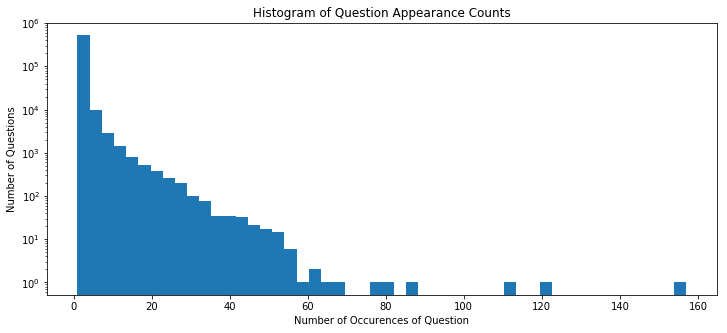 Histogram of Question Appearance Counts
Number of Questions
10^6
10^5
10^4
10^3
10^2
10^1
10^0
0 20 40 60 80 100 120 140 160
Number of Occurences of Question